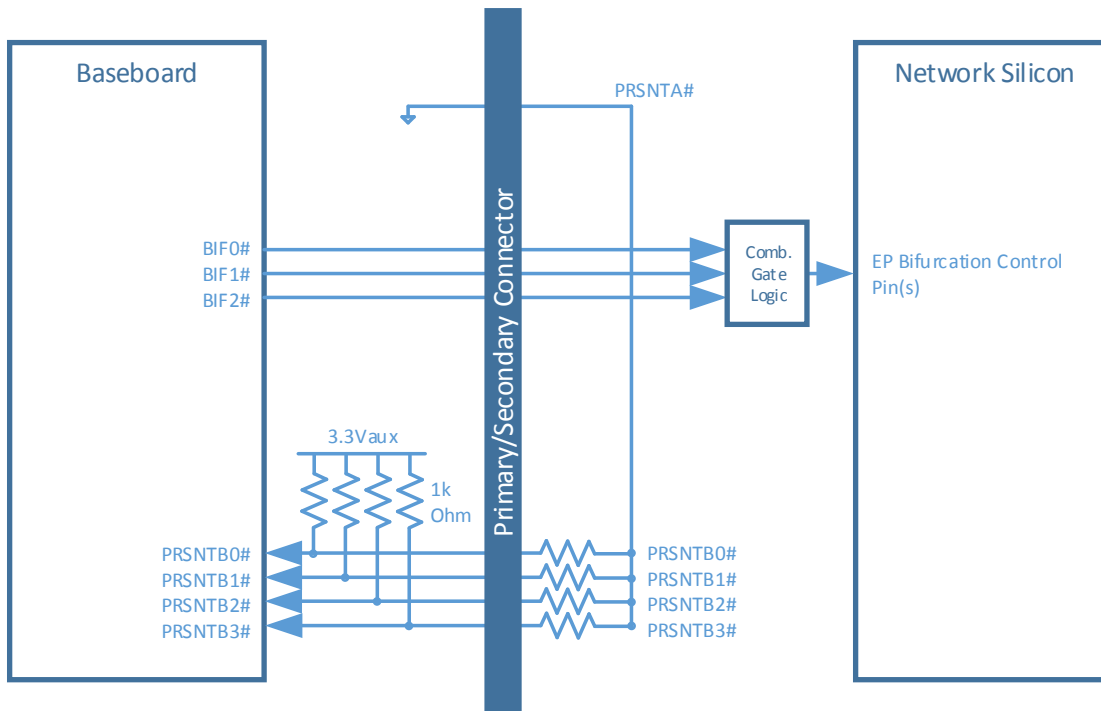 Baseboard
Network Silicon
PRSNTA#
Primary/Secondary Connector
BIF0#
BIF1#
BIF2#
Comb.
Gate
Logic
EP Bifurcation Control
Pin(s)
3.3Vaux
1k
Ohm
PRSNTB0#
PRSNTB1#
PRSNTB2#
PRSNTB3#
PRSNTB0#
PRSNTB1#
PRSNTB2#
PRSNTB3#